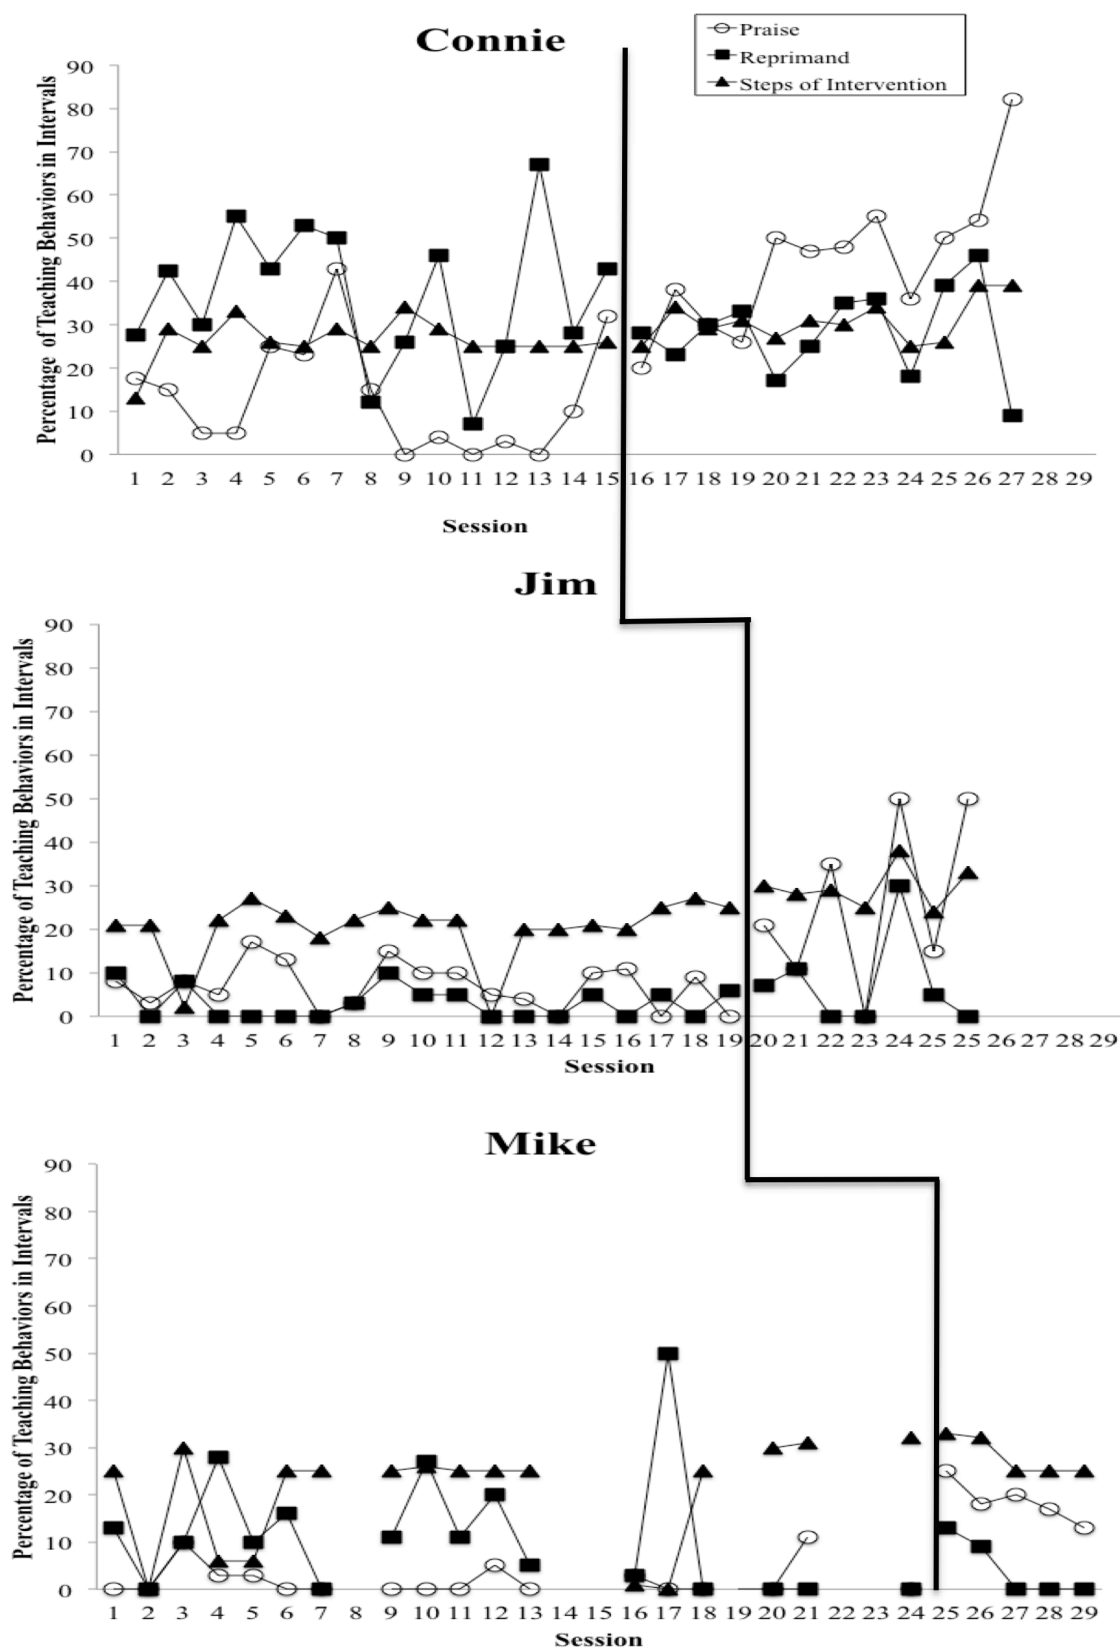 Connie
Praise
Reprimand
Steps of Intervention
Percentage of Teaching Behaviors in Intervals
90
80
70
60
50
40
30
20
10
0
1 2 3 4 5 6 7 8 9 10 11 12 13 14 15 16 17 18 19 20 21 22 23 24 25 26 27 28 29
Session
Jim
Percentage of Teaching Behaviors in Intervals
90
80
70
60
50
40
30
20
10
0
1 2 3 4 5 6 7 8 9 10 11 12 13 14 15 16 17 18 19 20 21 22 23 24 25 25 26 27 28 29
Session
Mike
Percentage of Teaching Behaviors in Intervals
90
80
70
60
50
40
30
20
10
0
1 2 3 4 5 6 7 8 9 10 11 12 13 14 15 16 17 18 19 20 21 22 23 24 25 26 27 28 29
Session